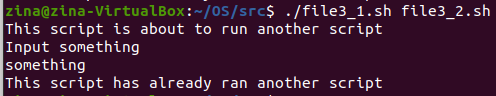 zina@zina-VirtualBox:~/OS/src$ ./file3_1.sh file3_2.sh
This script is about to run another script
Input something
something
This script has already ran another script